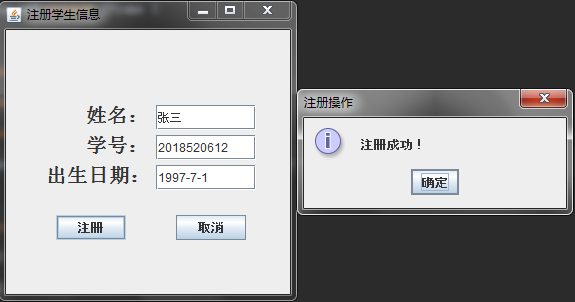 注册学生信息
姓名： 张三
学号： 2018520612
出生日期： 1997-7-1
注册 取消
注册操作
注册成功！
确定